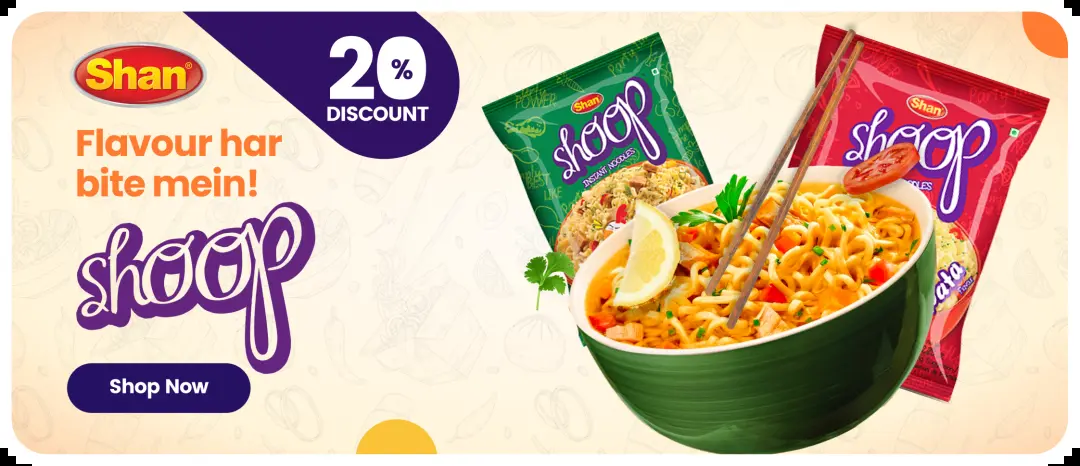 Shan®
Flavour har
bite mein!
shoop
Shop Now
20%
DISCOUNT
Shan
shoop
INSTANT NOODLES
Shan
shoop